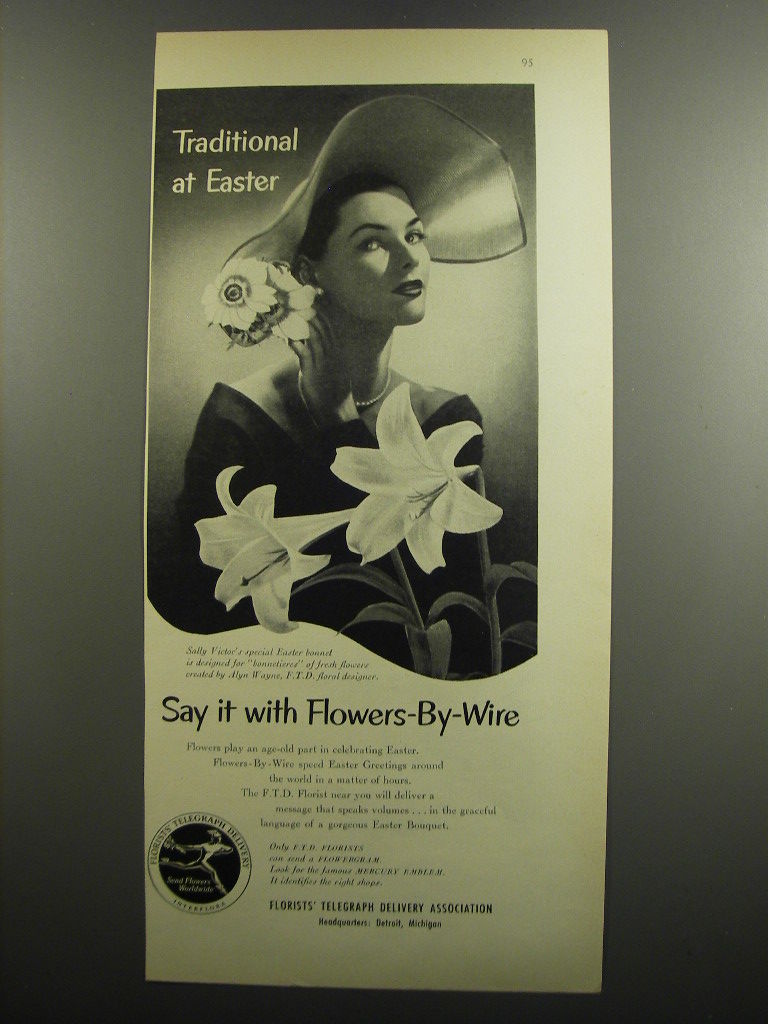 95
Traditional
at Easter
Sally Victor's special Easter bonnet
is designed for "bonnetieres" of fresh flowers
created by Alyn Wayne, F.T.D. floral designer.
Say it with Flowers-By-Wire
Flowers play an age-old part in celebrating Easter.
Flowers-By-Wire speed Easter Greetings around
the world in a matter of hours.
The F.T.D. Florist near you will deliver a
message that speaks volumes . . . in the graceful
language of a gorgeous Easter Bouquet.
FLORISTS' TELEGRAPH DELIVERY
Send Flowers
Worldwide
INTERFLORA
Only F.T.D. FLORISTS
can send a FLOWERGRAM.
Look for the famous MERCURY EMBLEM.
It identifies the right shops.
FLORISTS' TELEGRAPH DELIVERY ASSOCIATION
Headquarters: Detroit, Michigan